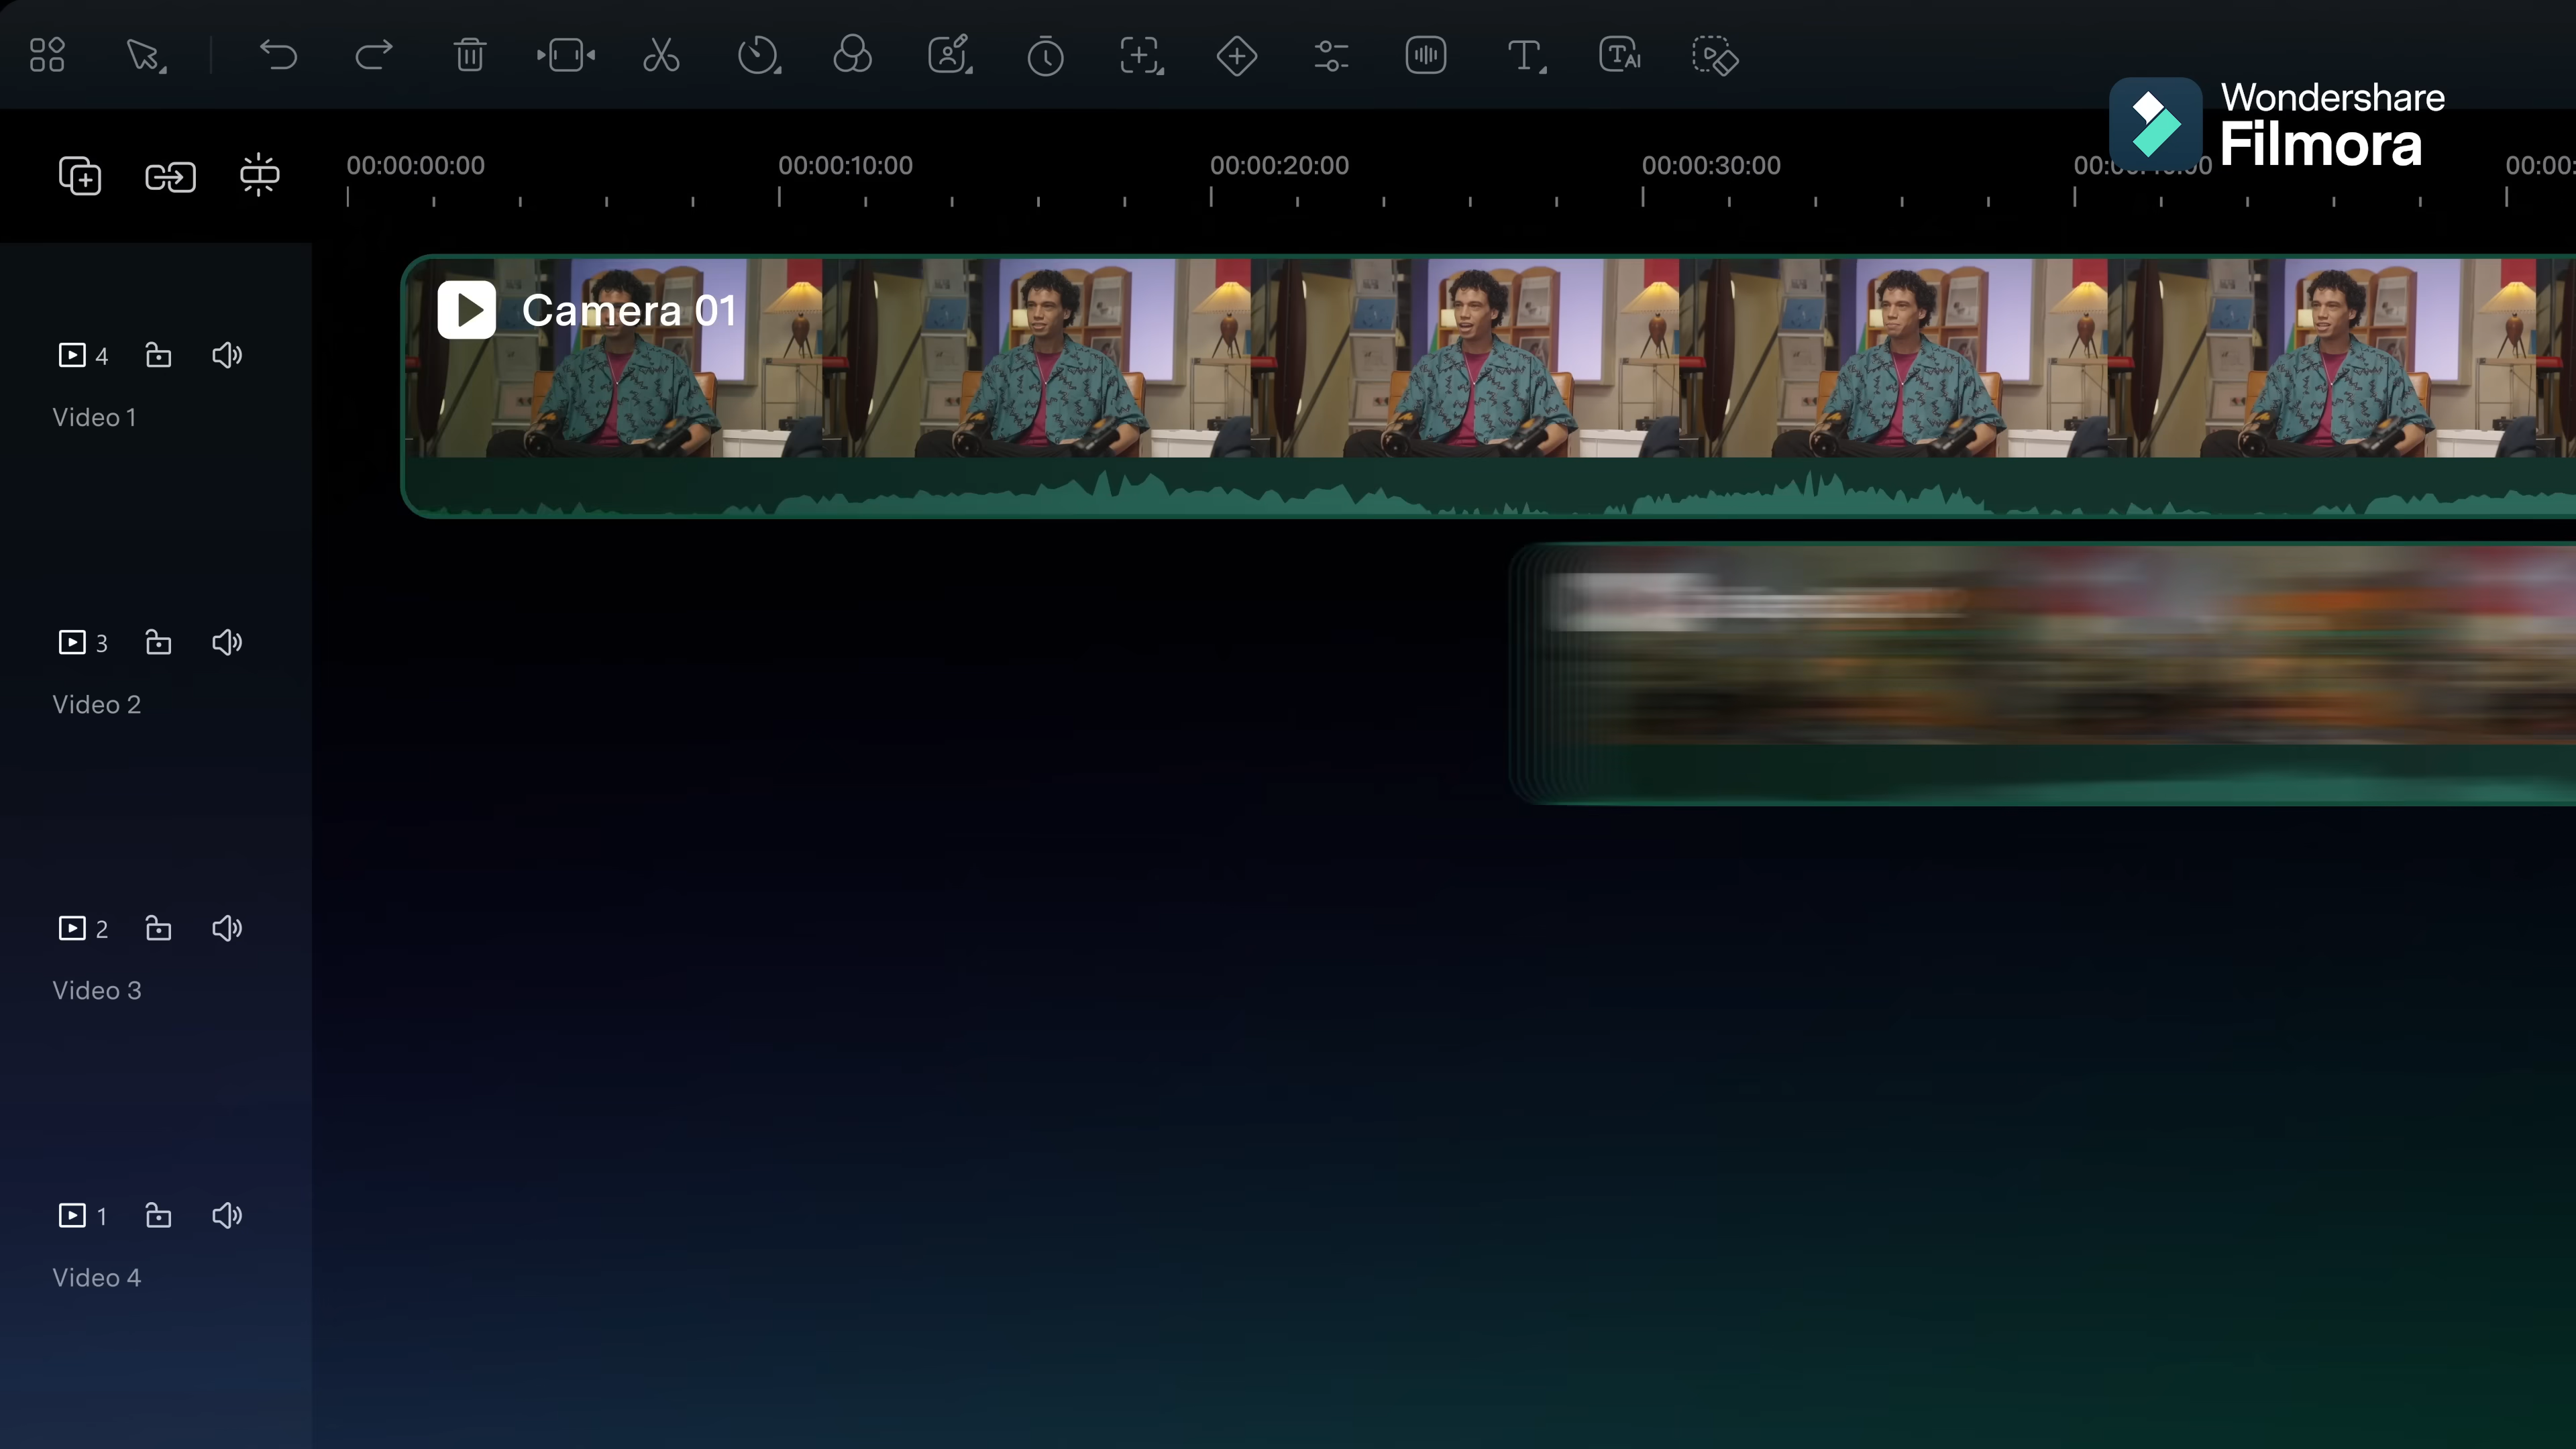 T AI
Wondershare
Filmora
00:00:00:00
00:00:10:00
00:00:20:00
00:00:30:00
Camera 01
4
Video 1
3
Video 2
2
Video 3
1
Video 4